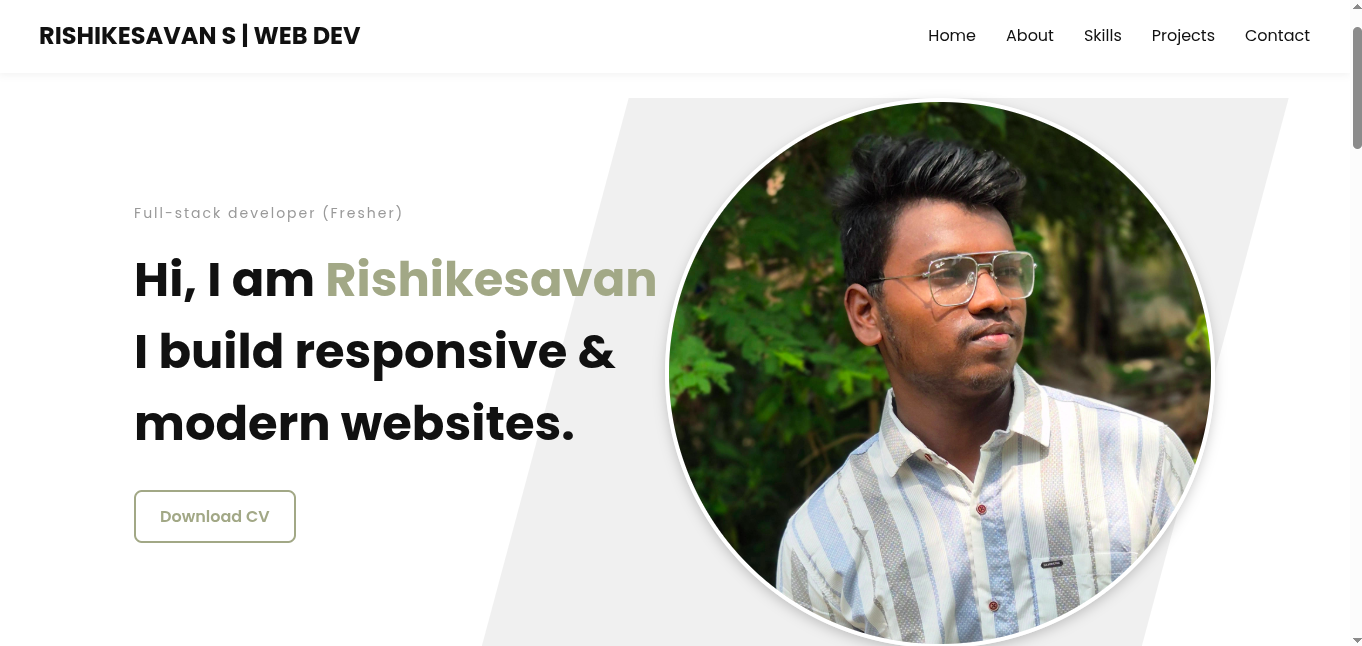 RISHIKESAVAN S | WEB DEV
Home About Skills Projects Contact
Full-stack developer (Fresher)
Hi, I am Rishikesavan
I build responsive &
modern websites.
Download CV